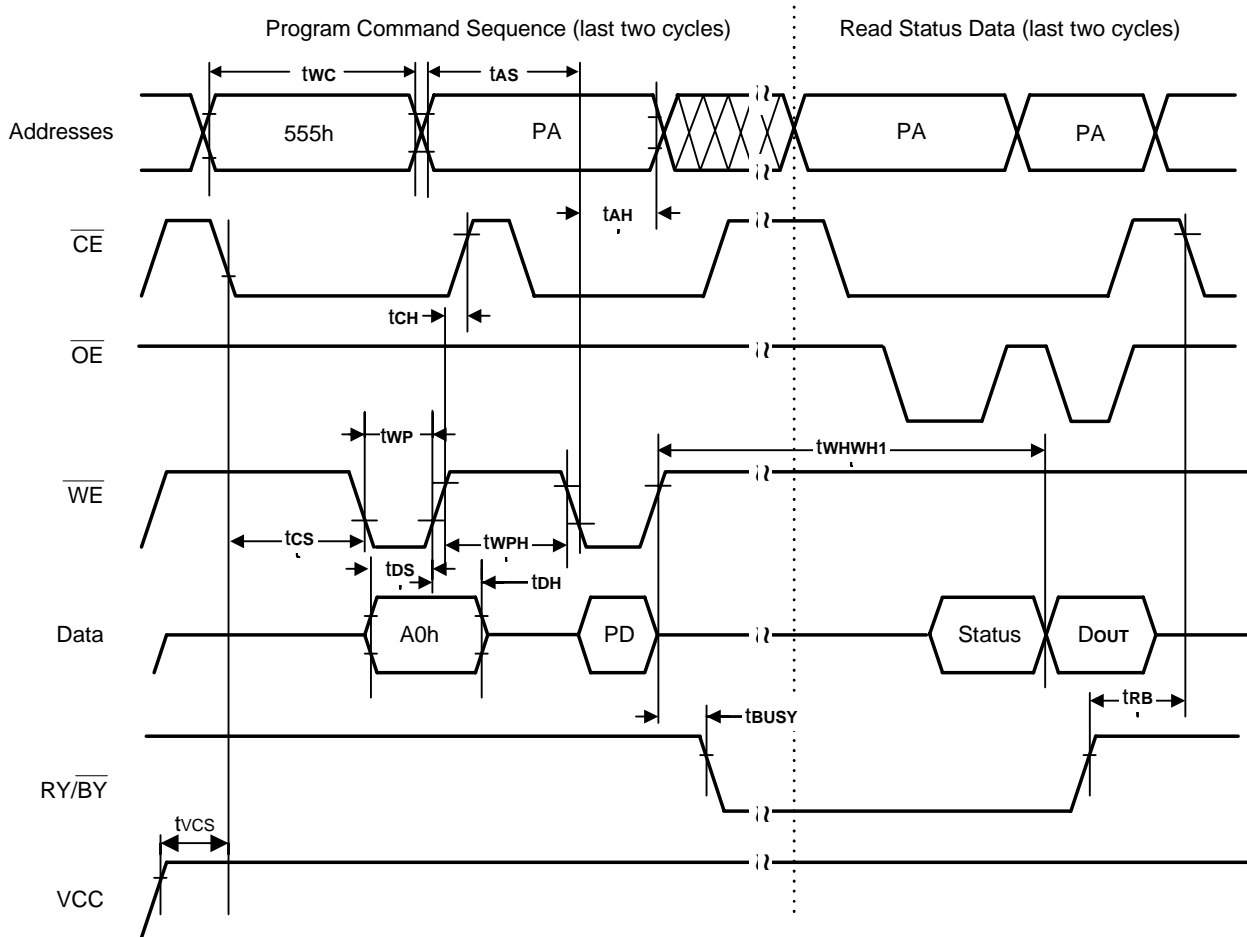 Program Command Sequence (last two cycles)
Read Status Data (last two cycles)
tWC
tAS
Addresses
555h
PA
PA
PA
tAH
CE
tCH
OE
tWP
tWHWH1
WE
tCS
tWPH
tDS
tDH
Data
A0h
PD
Status
DOUT
tBUSY
tRB
RY/BY
tVCS
VCC